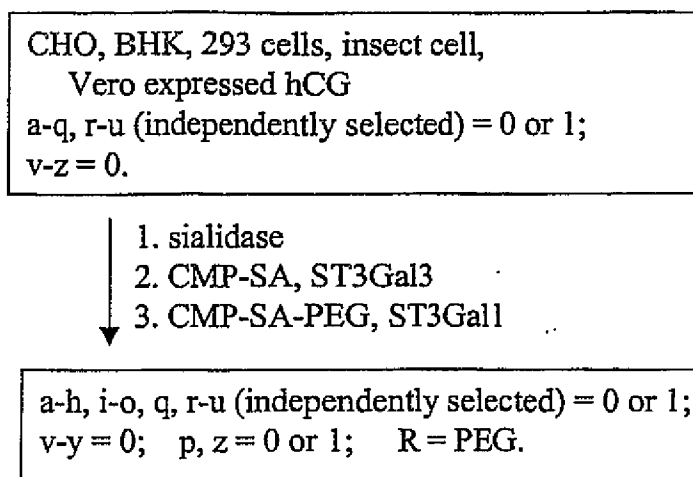 CHO, BHK, 293 cells, insect cell,
Vero expressed hCG
a-q, r-u (independently selected) = 0 or 1;
v-z = 0.
1. sialidase
2. CMP-SA, ST3Gal3
3. CMP-SA-PEG, ST3Gal1
a-h, i-o, q, r-u (independently selected) = 0 or 1;
v-y = 0; p, z = 0 or 1; R = PEG.